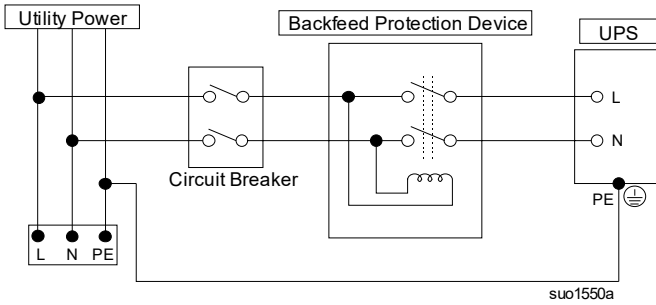 Utility Power
Backfeed Protection Device
UPS
L
N
Circuit Breaker
PE
L N PE
suo1550a